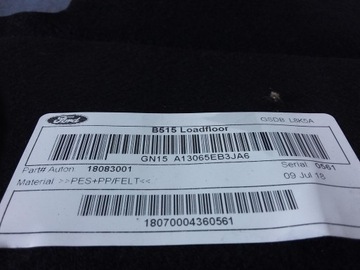 Ford
GSDB L8K5A
B515 Loadfloor
GN15 A13065EB3JA6
Part# Auton 18083001
Serial 0561
Material >>PES+PP/FELT<<
09 Jul 18
18070004360561